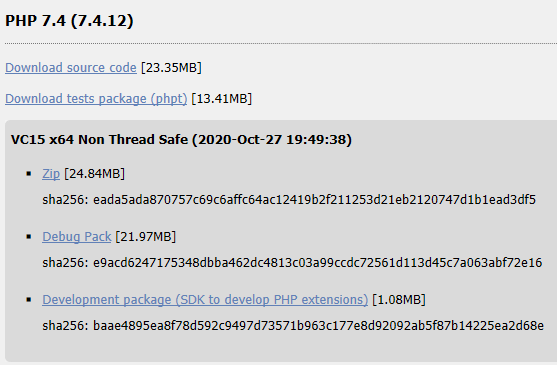 PHP 7.4 (7.4.12)
Download source code [23.35MB]
Download tests package (phpt) [13.41MB]
VC15 x64 Non Thread Safe (2020-Oct-27 19:49:38)
Zip [24.84MB]
sha256: eada5ada870757c69c6affc64ac12419b2f211253d21eb2120747d1b1ead3df5
Debug Pack [21.97MB]
sha256: e9acd6247175348dbba462dc4813c03a99ccdc72561d113d45c7a063abf72e16
Development package (SDK to develop PHP extensions) [1.08MB]
sha256: baae4895ea8f78d592c9497d73571b963c177e8d92092ab5f87b14225ea2d68e